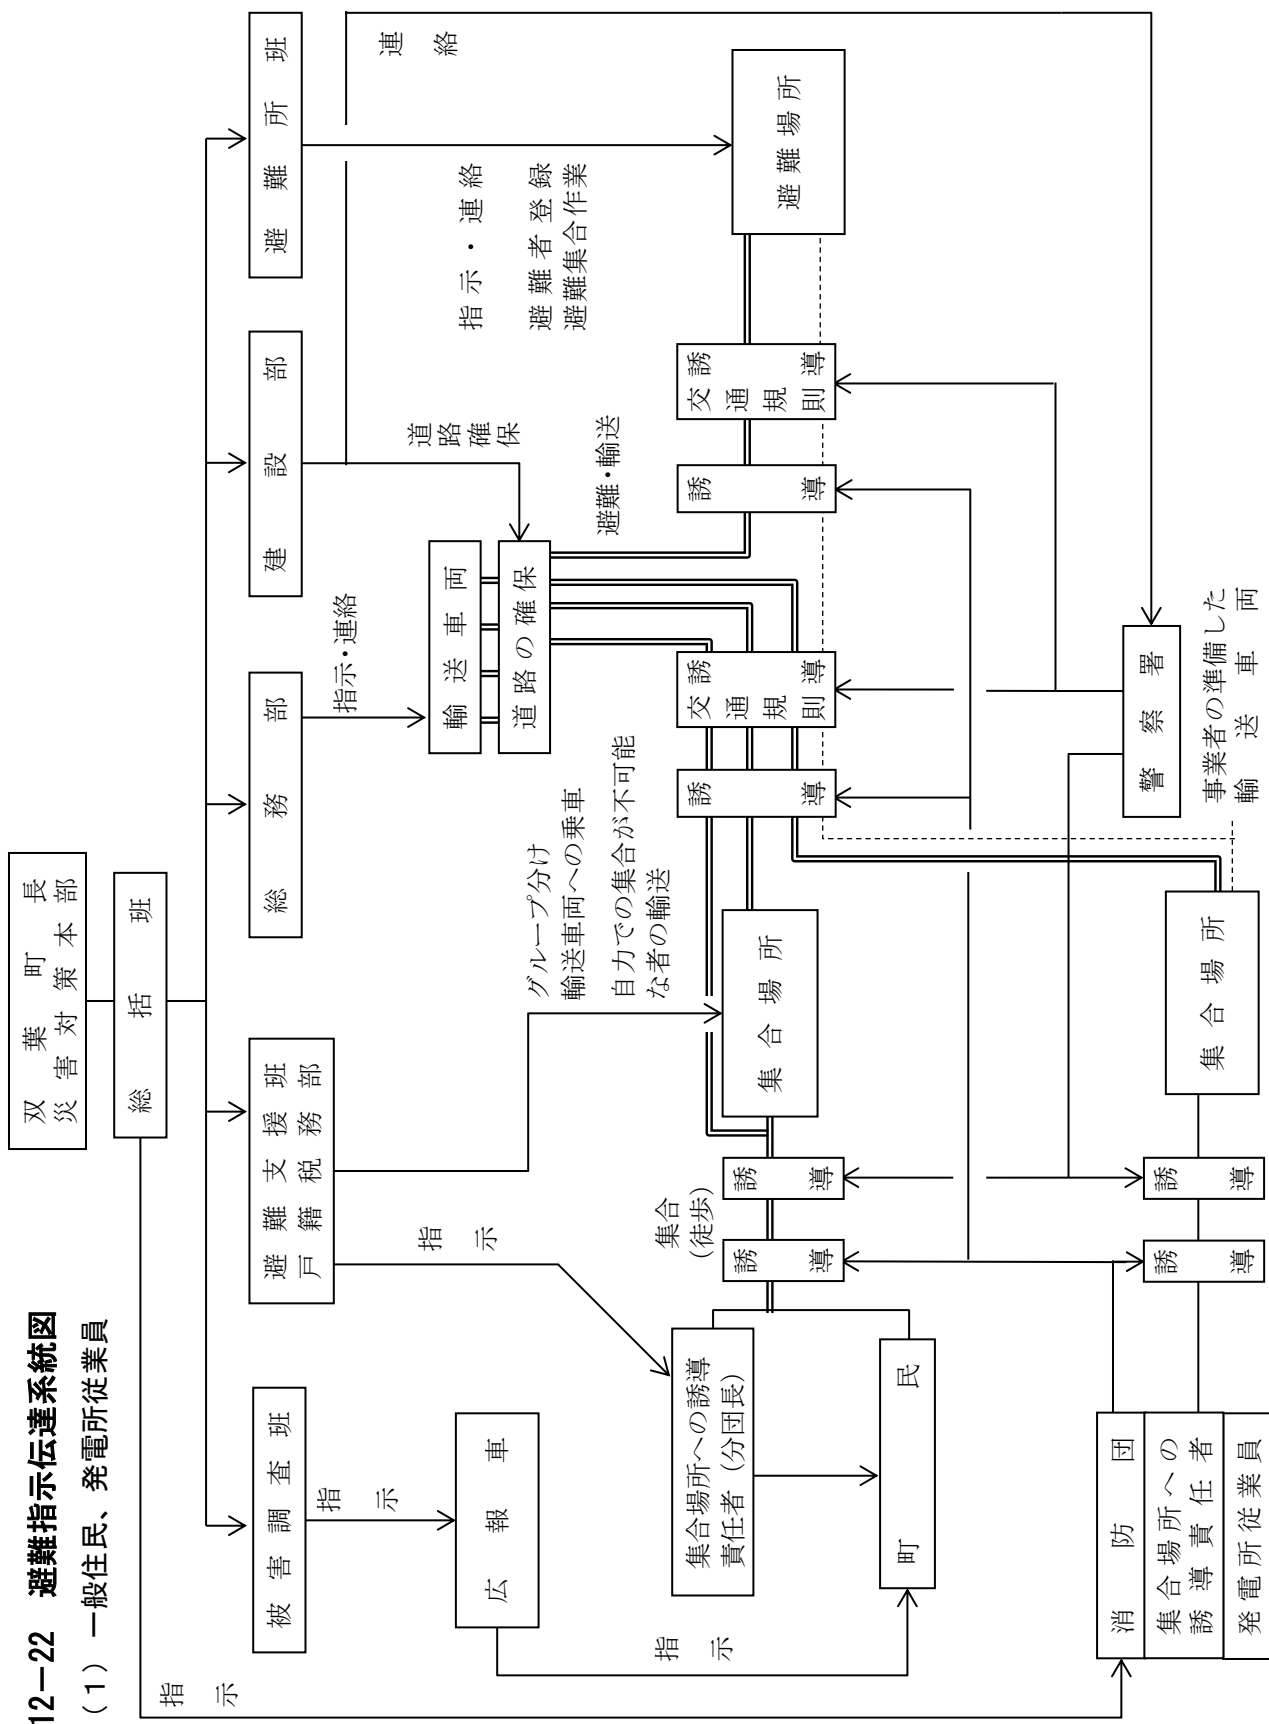 12－22　避難指示伝達系統図
（１）　一般住民、発電所従業員
双葉町長
災害対策本部
総括班
指示
被害調査班
避難支援班
戸籍税務部
総務部
建設部
避難所班
指示
指示
指示･連絡
道路確保
連絡
広報車
輸送車両
道路の確保
指示・連絡
避難者登録
避難集合作業
グループ分け
輸送車両への乗車
自力での集合が不可能
な者の輸送
避難･輸送
指示
集合場所への誘導
責任者（分団長）
集合
(徒歩)
町民
誘導
誘導
集合場所
誘導
誘導
交通規則
誘導
誘導
交通規則
避難場所
消防団
集合場所への
誘導責任者
発電所従業員
誘導
誘導
集合場所
警察署
事業者の準備した
輸送車両